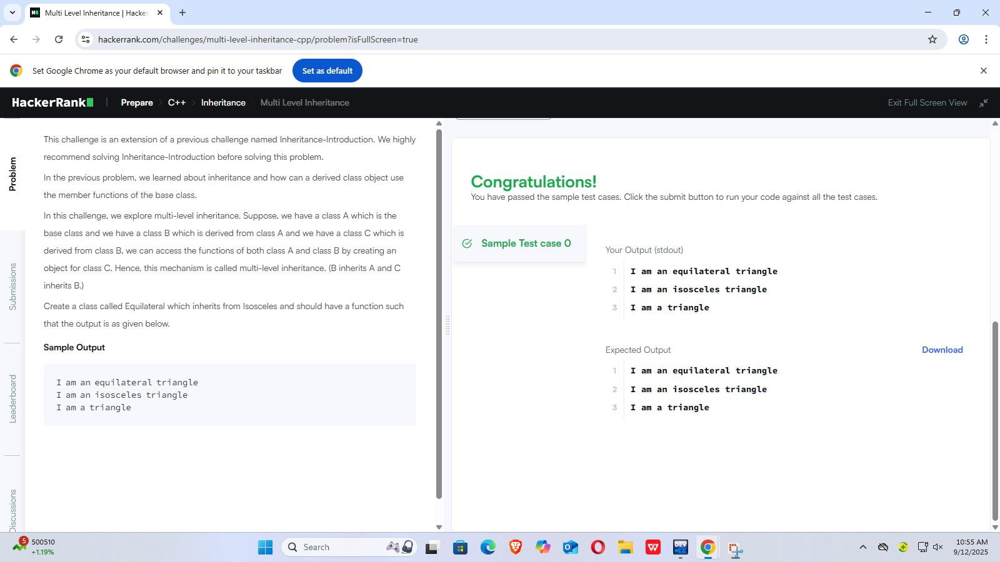 Multi Level Inheritance | Hacker
hackerrank.com/challenges/multi-level-inheritance-cpp/problem?isFullScreen=true
Set Google Chrome as your default browser and pin it to your taskbar
Set as default
HackerRank
Prepare
C++
Inheritance
Multi Level Inheritance
Exit Full Screen View
Problem
Submissions
Leaderboard
Discussions
This challenge is an extension of a previous challenge named Inheritance-Introduction. We highly
recommend solving Inheritance-Introduction before solving this problem.
In the previous problem, we learned about inheritance and how can a derived class object use
the member functions of the base class.
In this challenge, we explore multi-level inheritance. Suppose, we have a class A which is the
base class and we have a class B which is derived from class A and we have a class C which is
derived from class B, we can access the functions of both class A and class B by creating an
object for class C. Hence, this mechanism is called multi-level inheritance. (B inherits A and C
inherits B.)
Create a class called Equilateral which inherits from Isosceles and should have a function such
that the output is as given below.
Sample Output
I am an equilateral triangle
I am an isosceles triangle
I am a triangle
Congratulations!
You have passed the sample test cases. Click the submit button to run your code against all the test cases.
Sample Test case 0
Your Output (stdout)
1 I am an equilateral triangle
2 I am an isosceles triangle
3 I am a triangle
Expected Output
Download
1 I am an equilateral triangle
2 I am an isosceles triangle
3 I am a triangle
5
500510
+1.19%
Search
DEV
10:55 AM
9/12/2025